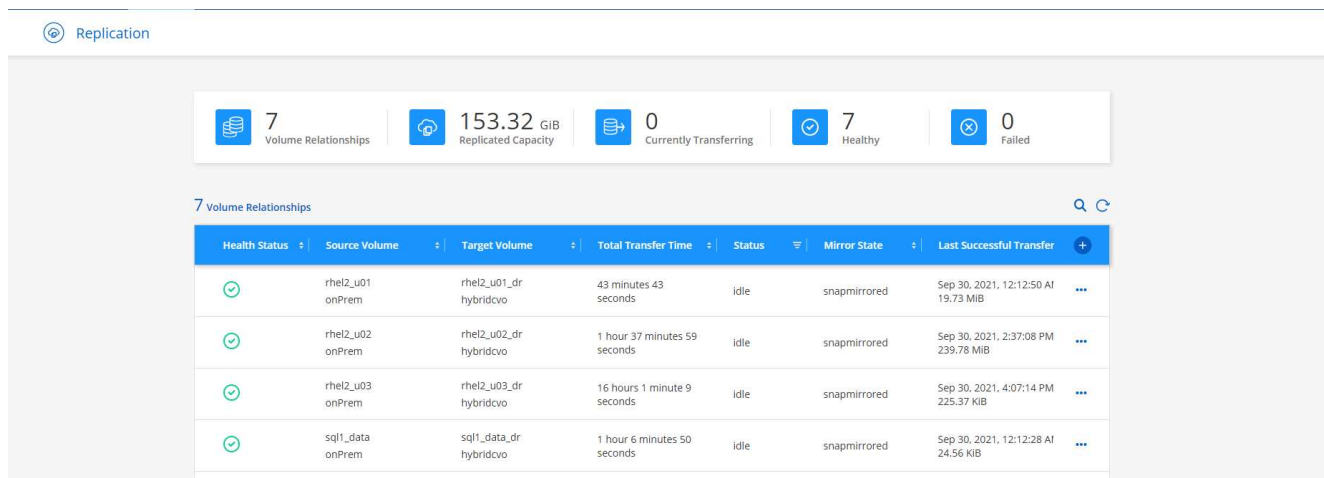 Replication
7
Volume Relationships
153.32 GiB
Replicated Capacity
0
Currently Transferring
7
Healthy
0
Failed
7 Volume Relationships
Health Status Source Volume Target Volume Total Transfer Time Status Mirror State Last Successful Transfer
rhel2_u01 rhel2_u01_dr 43 minutes 43 idle snapmirrored Sep 30, 2021, 12:12:50 AM
onPrem hybridcvo seconds 19.73 MiB
rhel2_u02 rhel2_u02_dr 1 hour 37 minutes 59 idle snapmirrored Sep 30, 2021, 2:37:08 PM
onPrem hybridcvo seconds 239.78 MiB
rhel2_u03 rhel2_u03_dr 16 hours 1 minute 9 idle snapmirrored Sep 30, 2021, 4:07:14 PM
onPrem hybridcvo seconds 225.37 KiB
sql1_data sql1_data_dr 1 hour 6 minutes 50 idle snapmirrored Sep 30, 2021, 12:12:28 AM
onPrem hybridcvo seconds 24.56 KiB